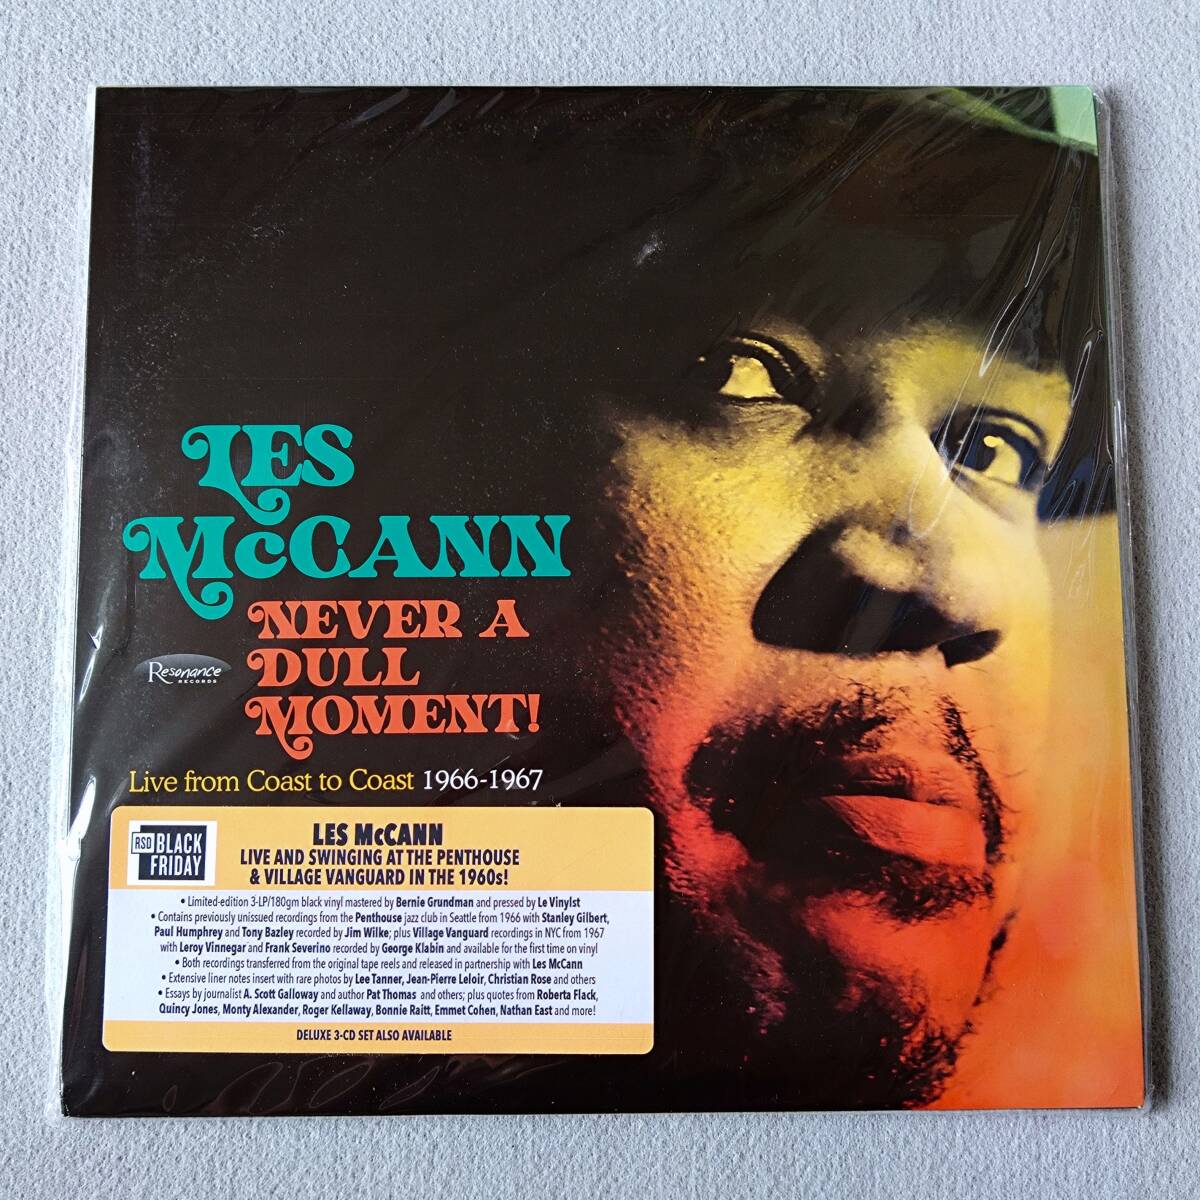 LES
McCANN
NEVER A
DULL
MOMENT!
Resonance
RECORDS
Live from Coast to Coast 1966-1967
RSD BLACK
FRIDAY
LES McCANN
LIVE AND SWINGING AT THE PENTHOUSE
& VILLAGE VANGUARD IN THE 1960s!
• Limited-edition 3-LP/180gm black vinyl mastered by Bernie Grundman and pressed by Le Vinylst
• Contains previously unissued recordings from the Penthouse jazz club in Seattle from 1966 with Stanley Gilbert,
Paul Humphrey and Tony Bazley recorded by Jim Wilke; plus Village Vanguard recordings in NYC from 1967
with Leroy Vinnegar and Frank Severino recorded by George Klabin and available for the first time on vinyl
• Both recordings transferred from the original tape reels and released in partnership with Les McCann
• Extensive liner notes insert with rare photos by Lee Tanner, Jean-Pierre Leloir, Christian Rose and others
• Essays by journalist A. Scott Galloway and author Pat Thomas and others; plus quotes from Roberta Flack,
Quincy Jones, Monty Alexander, Roger Kellaway, Bonnie Raitt, Emmet Cohen, Nathan East and more!
DELUXE 3-CD SET ALSO AVAILABLE